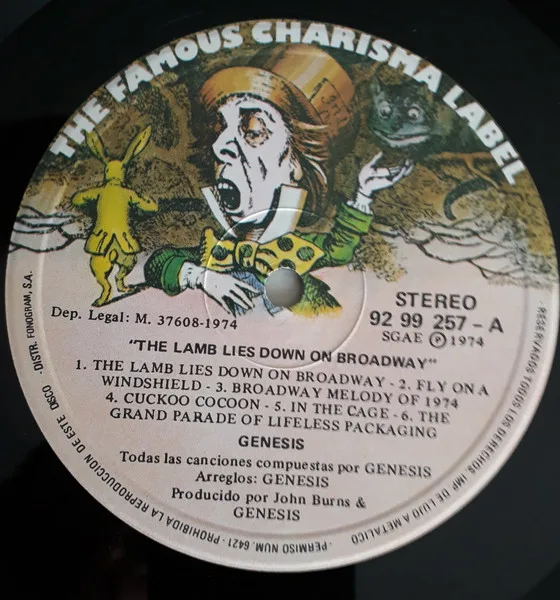 THE FAMOUS CHARISMA LABEL
STEREO
92 99 257 - A
SGAE Ⓟ 1974
Dep. Legal: M. 37608-1974
"THE LAMB LIES DOWN ON BROADWAY"
1. THE LAMB LIES DOWN ON BROADWAY - 2. FLY ON A
WINDSHIELD - 3. BROADWAY MELODY OF 1974
4. CUCKOO COCOON - 5. IN THE CAGE - 6. THE
GRAND PARADE OF LIFELESS PACKAGING
GENESIS
Todas las canciones compuestas por GENESIS
Arreglos: GENESIS
Producido por John Burns &
GENESIS
- RESERVADOS TODOS LOS DERECHOS. IMP. DE LUJO A METALICO - PERMISO NUM. 6421 - PROHIBIDA LA REPRODUCCION DE ESTE DISCO - DISTR. FONOGRAM, S.A.